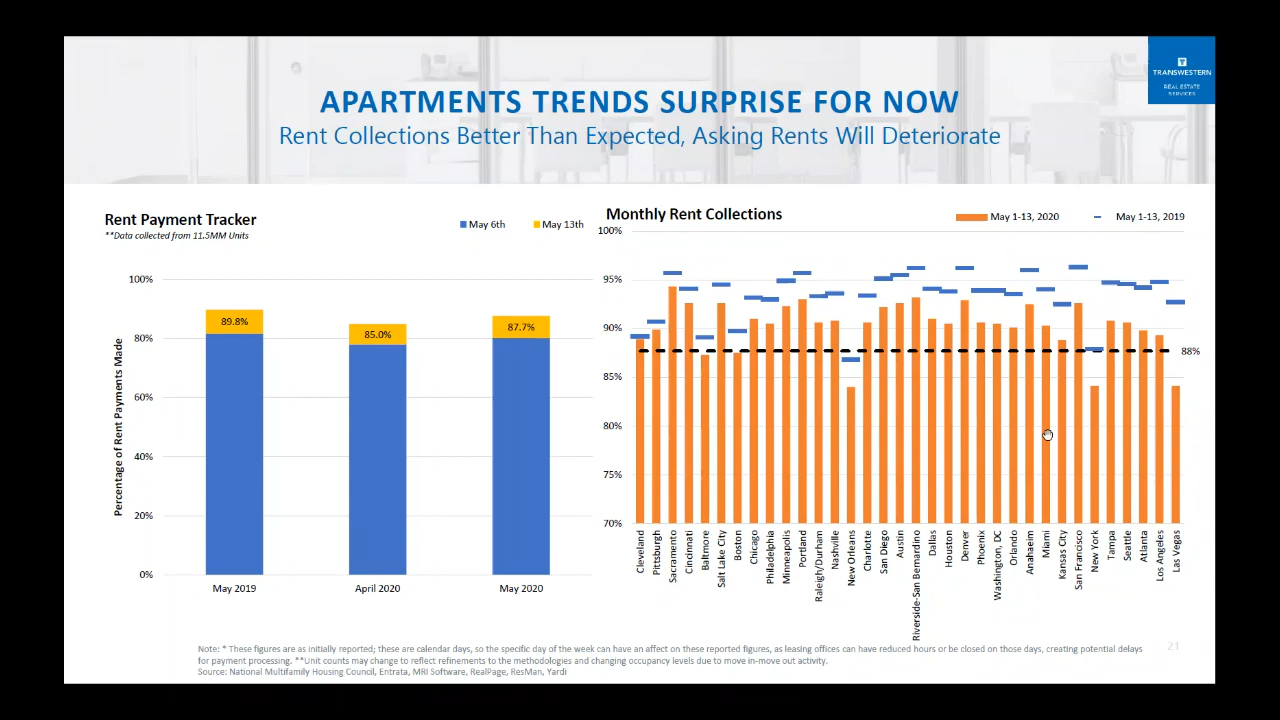 TRANSWESTERN
REAL ESTATE
SERVICES
APARTMENTS TRENDS SURPRISE FOR NOW
Rent Collections Better Than Expected, Asking Rents Will Deteriorate
Rent Payment Tracker
**Data collected from 11.5MM Units
May 6th
May 13th
Percentage of Rent Payments Made
100%
80%
60%
40%
20%
0%
89.8%
85.0%
87.7%
May 2019
April 2020
May 2020
Monthly Rent Collections
May 1-13, 2020
May 1-13, 2019
100%
95%
90%
85%
80%
75%
70%
88%
Cleveland
Pittsburgh
Sacramento
Cincinnati
Baltmore
Salt Lake City
Boston
Chicago
Philadelphia
Minneapolis
Portland
Raleigh/Durham
Nashville
New Orleans
Charlotte
San Diego
Austin
Riverside-San Bernardino
Dallas
Houston
Denver
Phoenix
Washington, DC
Orlando
Anahaeim
Miami
Kansas City
San Francisco
New York
Tampa
Seattle
Atlanta
Los Angeles
Las Vegas
Note: * These figures are as initially reported; these are calendar days, so the specific day of the week can have an affect on these reported figures, as leasing offices can have reduced hours or be closed on those days, creating potential delays
for payment processing. **Unit counts may change to reflect refinements to the methodologies and changing occupancy levels due to move in-move out activity.
Source: National Multifamily Housing Council, Entrata, MRI Software, RealPage, ResMan, Yardi
21